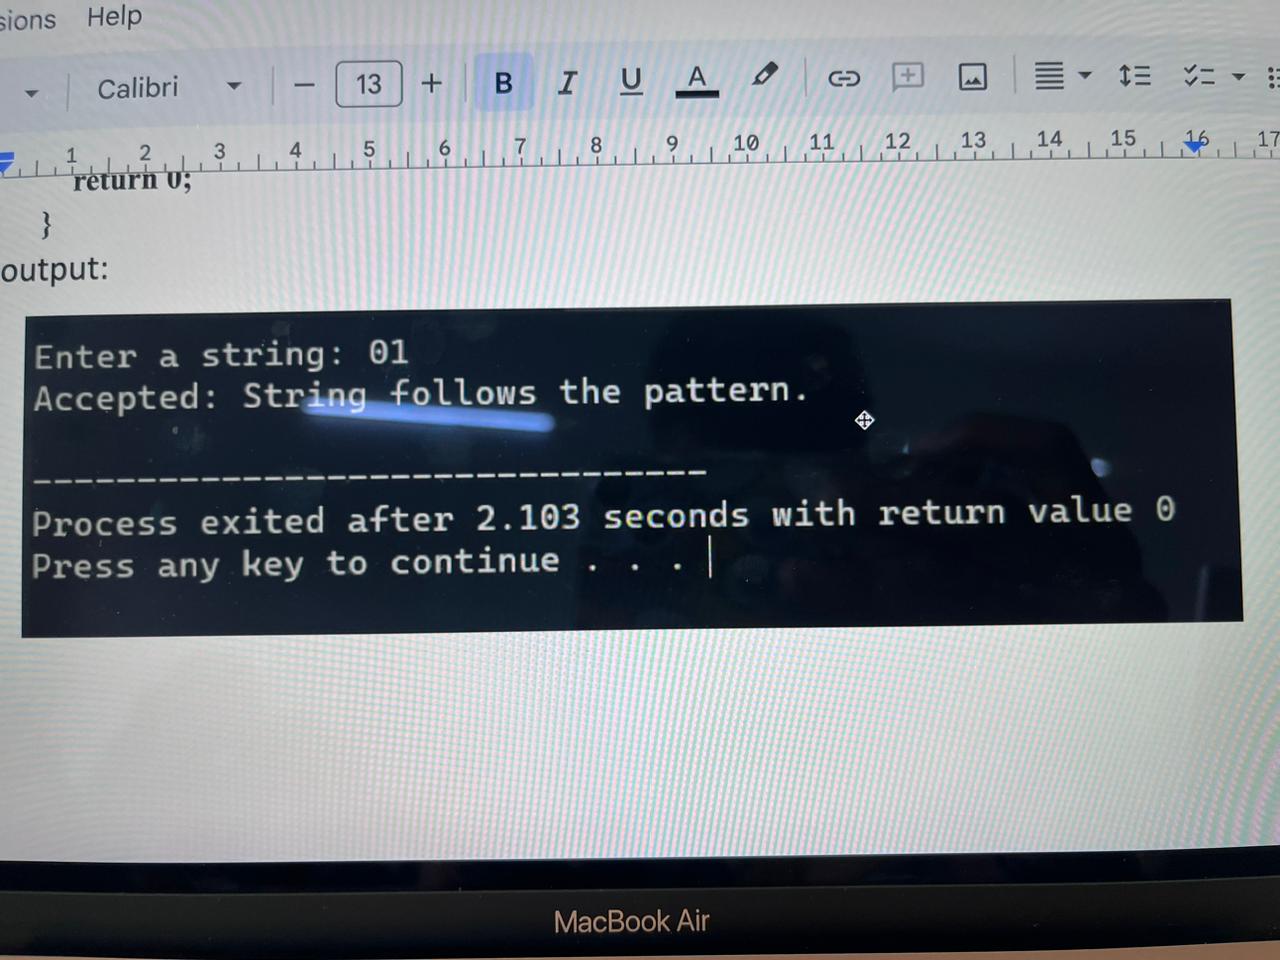 sions Help
Calibri − 13 + B I U A
1 2 3 4 5 6 7 8 9 10 11 12 13 14 15 16 17
return 0;
}
output:
Enter a string: 01
Accepted: String follows the pattern.
--------------------------------
Process exited after 2.103 seconds with return value 0
Press any key to continue . . .
MacBook Air